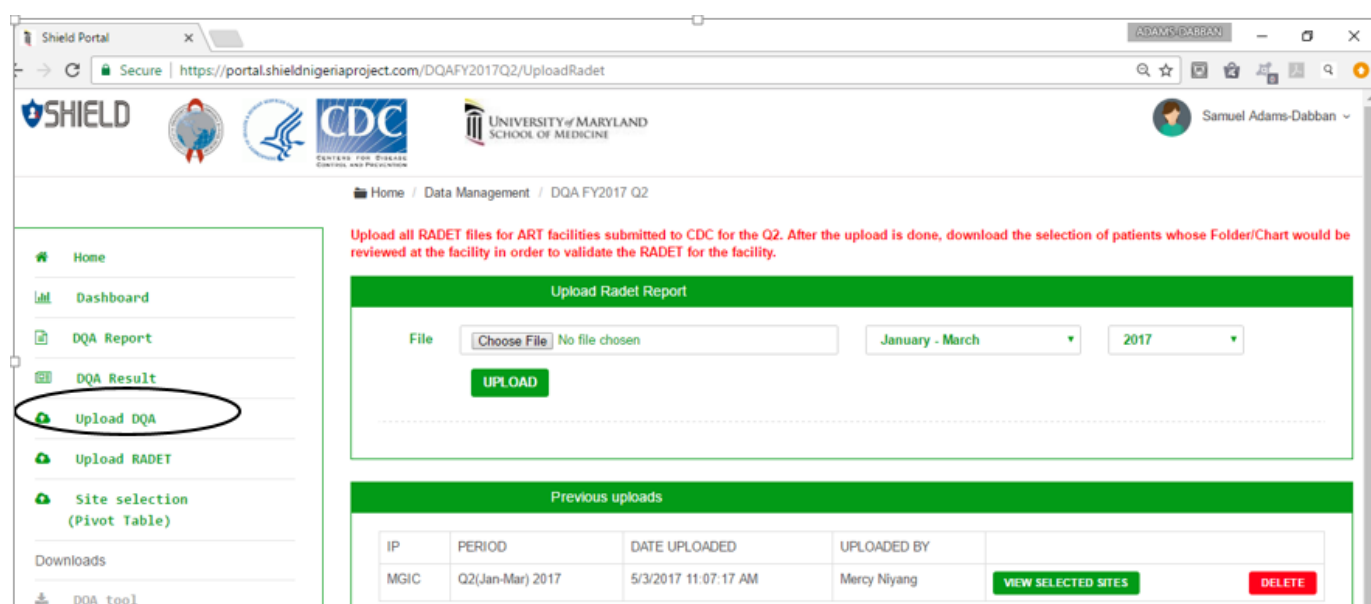 Shield Portal
ADAMS-DABBAN
Secure | https://portal.shieldnigeriaproject.com/DQAFY2017Q2/UploadRadet
SHIELD
CDC
CENTERS FOR DISEASE
CONTROL AND PREVENTION
UNIVERSITY of MARYLAND
SCHOOL OF MEDICINE
Samuel Adams-Dabban
Home / Data Management / DQA FY2017 Q2
Upload all RADET files for ART facilities submitted to CDC for the Q2. After the upload is done, download the selection of patients whose Folder/Chart would be
reviewed at the facility in order to validate the RADET for the facility.
Home
Dashboard
DQA Report
DQA Result
Upload DQA
Upload RADET
Site selection
(Pivot Table)
Downloads
DQA tool
Upload Radet Report
File Choose File No file chosen January - March 2017
UPLOAD
Previous uploads
IP PERIOD DATE UPLOADED UPLOADED BY
MGIC Q2(Jan-Mar) 2017 5/3/2017 11:07:17 AM Mercy Niyang VIEW SELECTED SITES DELETE